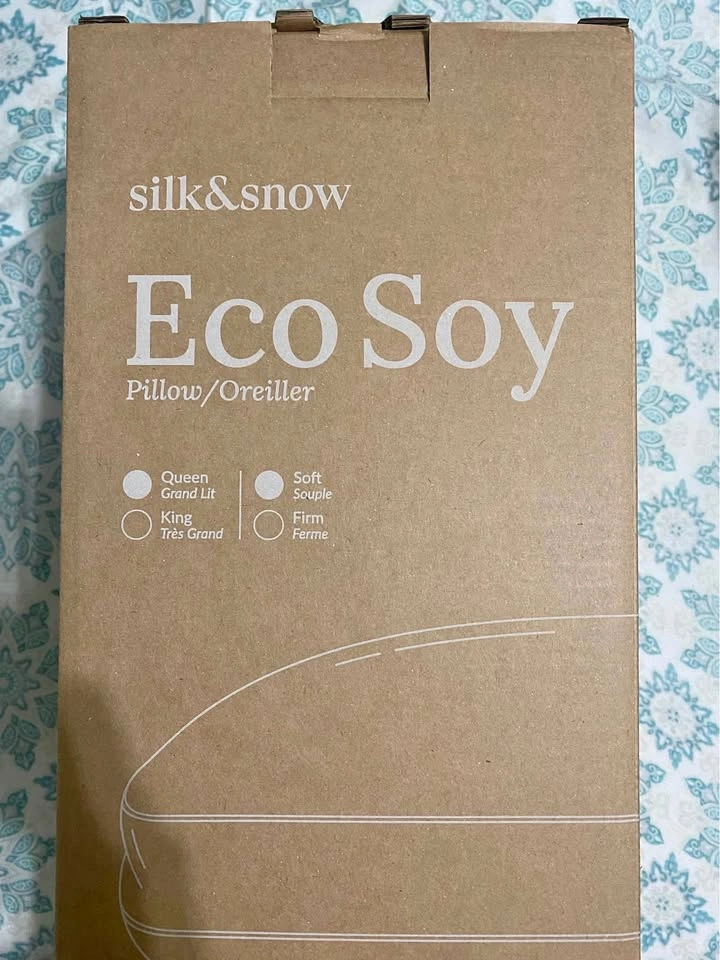 silk&snow
Eco Soy
Pillow/Oreiller
Queen
Grand Lit
King
Très Grand
Soft
Souple
Firm
Ferme